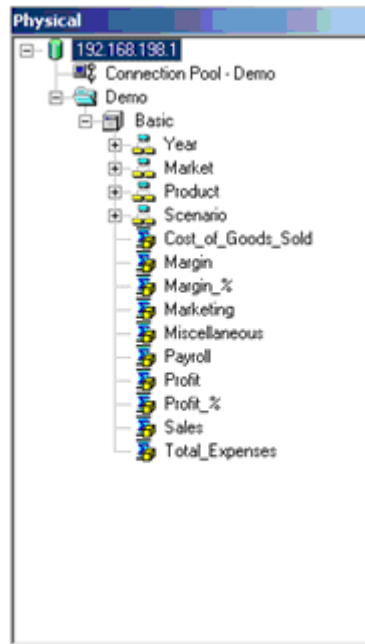 Physical
192.168.198.1
Connection Pool - Demo
Demo
Basic
Year
Market
Product
Scenario
Cost_of_Goods_Sold
Margin
Margin_%
Marketing
Miscellaneous
Payroll
Profit
Profit_%
Sales
Total_Expenses